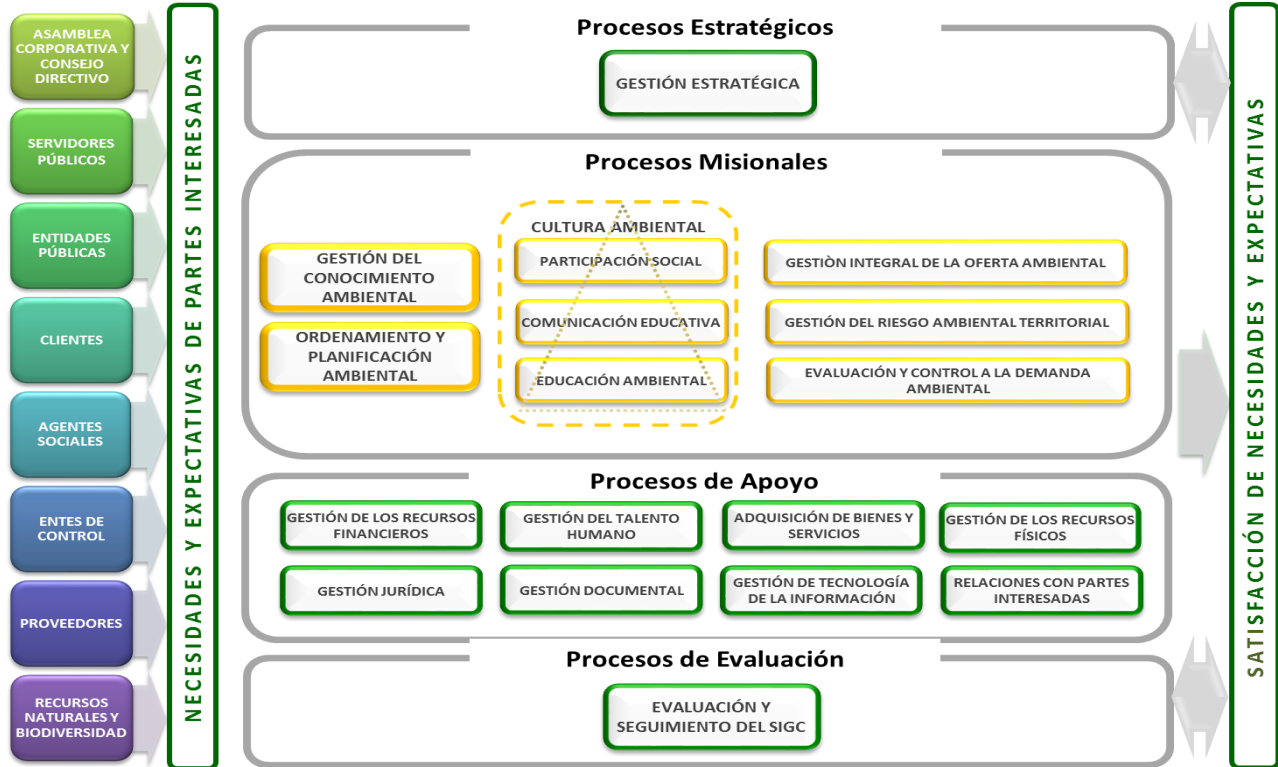 ASAMBLEA
CORPORATIVA Y
CONSEJO
DIRECTIVO
SERVIDORES
PÚBLICOS
ENTIDADES
PÚBLICAS
CLIENTES
AGENTES
SOCIALES
ENTES DE
CONTROL
PROVEEDORES
RECURSOS
NATURALES Y
BIODIVERSIDAD
NECESIDADES Y EXPECTATIVAS DE PARTES INTERESADAS
Procesos Estratégicos
GESTIÓN ESTRATÉGICA
Procesos Misionales
GESTIÓN DEL
CONOCIMIENTO
AMBIENTAL
ORDENAMIENTO Y
PLANIFICACIÓN
AMBIENTAL
CULTURA AMBIENTAL
PARTICIPACIÓN SOCIAL
COMUNICACIÓN EDUCATIVA
EDUCACIÓN AMBIENTAL
GESTIÒN INTEGRAL DE LA OFERTA AMBIENTAL
GESTIÓN DEL RIESGO AMBIENTAL TERRITORIAL
EVALUACIÓN Y CONTROL A LA DEMANDA
AMBIENTAL
Procesos de Apoyo
GESTIÓN DE LOS RECURSOS
FINANCIEROS
GESTIÓN DEL TALENTO
HUMANO
ADQUISICIÓN DE BIENES Y
SERVICIOS
GESTIÓN DE LOS RECURSOS
FÍSICOS
GESTIÓN JURÍDICA
GESTIÓN DOCUMENTAL
GESTIÓN DE TECNOLOGÍA
DE LA INFORMACIÓN
RELACIONES CON PARTES
INTERESADAS
Procesos de Evaluación
EVALUACIÓN Y
SEGUIMIENTO DEL SIGC
SATISFACCIÓN DE NECESIDADES Y EXPECTATIVAS